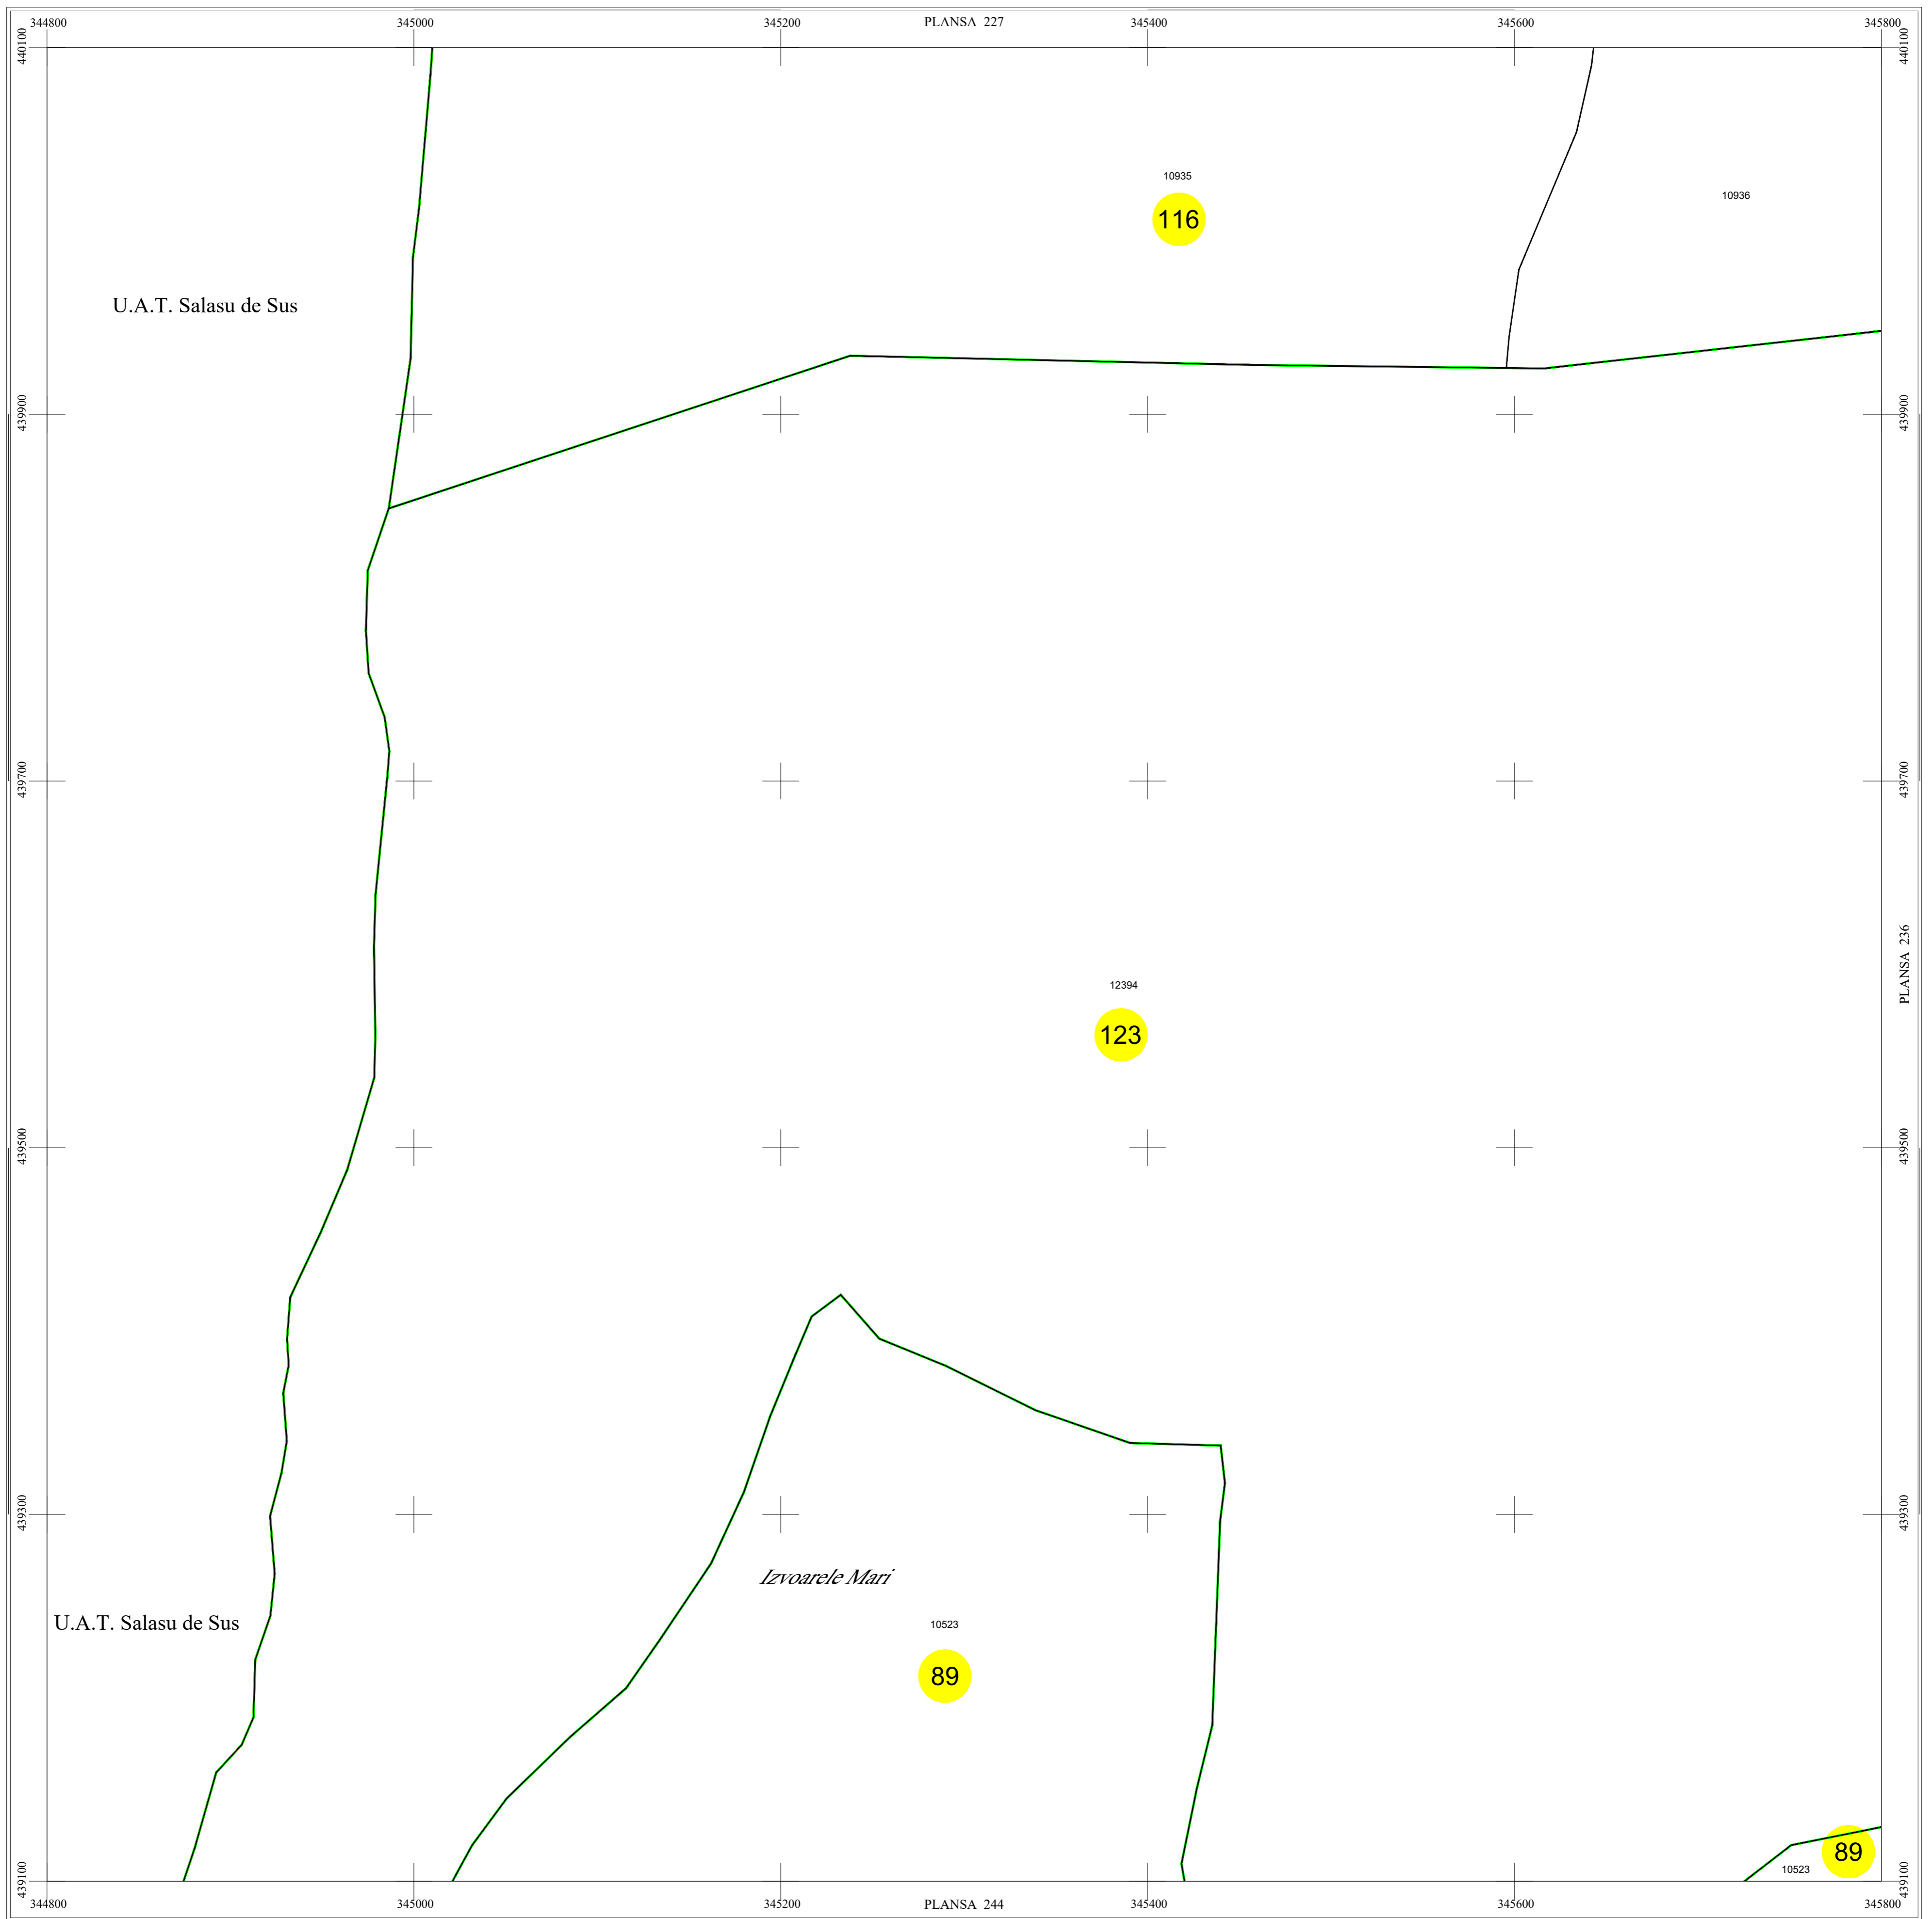 344800 345000 345200 PLANSA 227 345400 345600 345800
440100 440100
10935
10936
116
U.A.T. Salasu de Sus
439900 439900
439700 439700
PLANSA 236
12394
123
439500 439500
439300 439300
Izvoarele Mari
U.A.T. Salasu de Sus
10523
89
89
10523
439100 439100
344800 345000 345200 PLANSA 244 345400 345600 345800